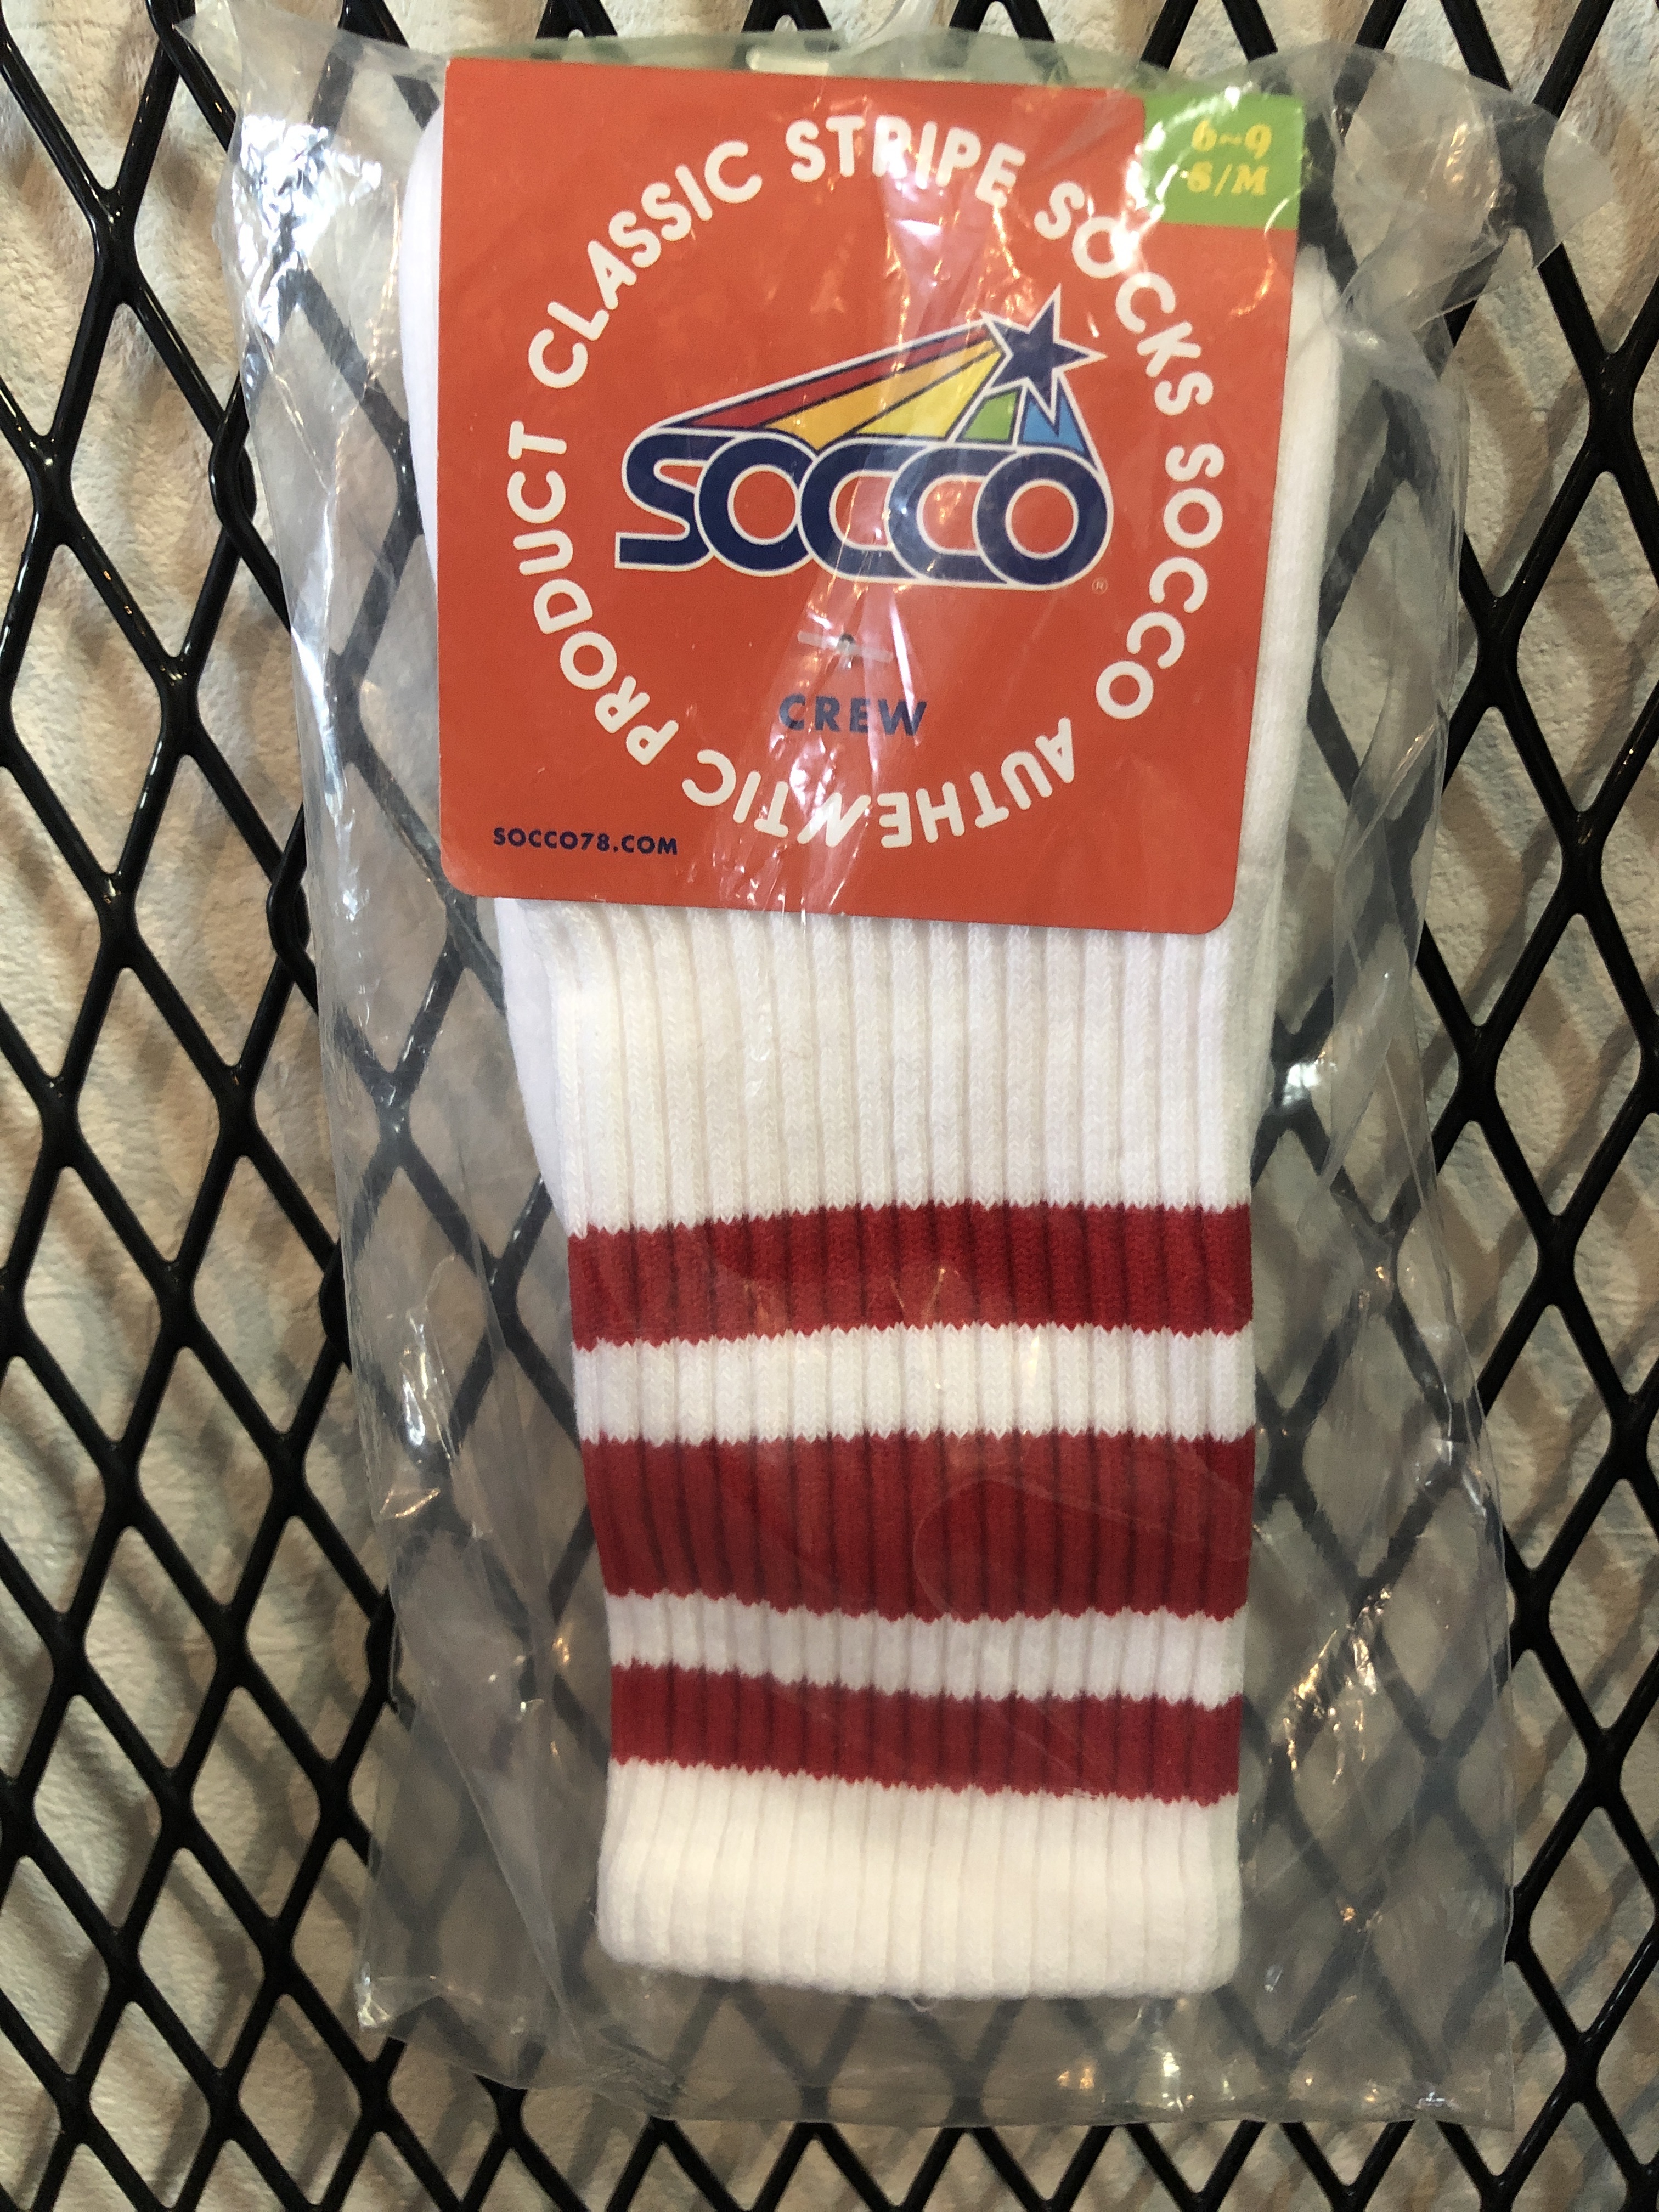 6-9
S/M
CLASSIC STRIPE SOCKS SOCCO AUTHENTIC PRODUCT
SOCCO
®
CREW
SOCCO78.COM